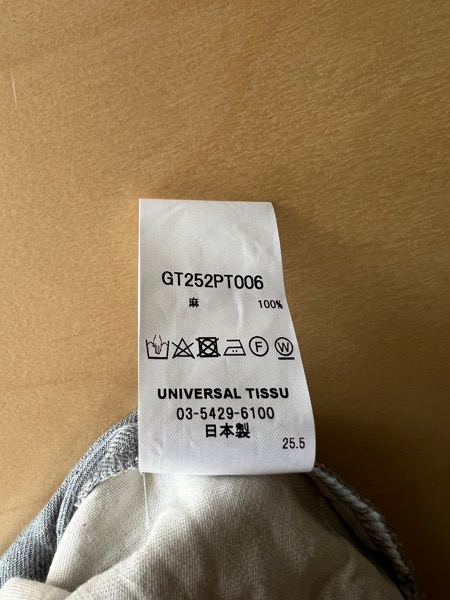 GT252PT006
麻 100%
F W
UNIVERSAL TISSU
03-5429-6100
日本製
25.5